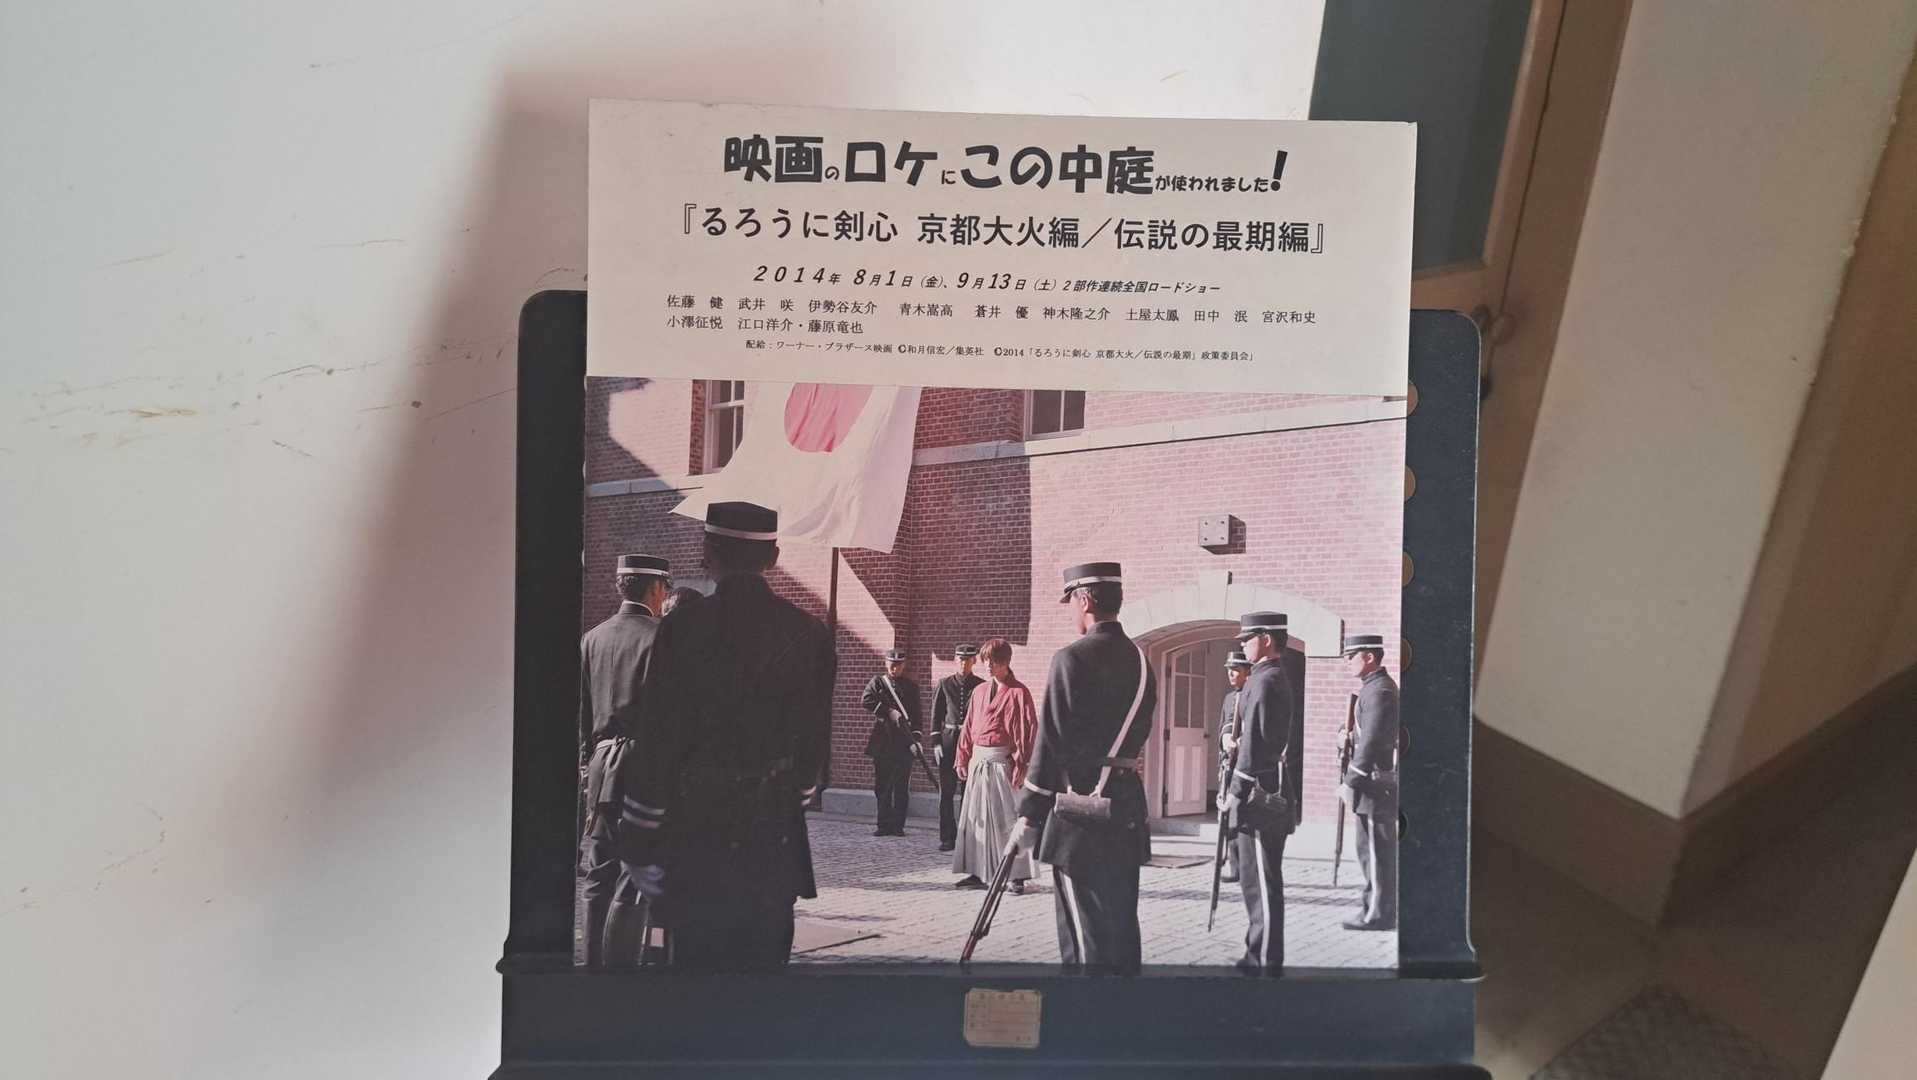 映画のロケにこの中庭が使われました!
『るろうに剣心 京都大火編／伝説の最期編』
2014年 8月1日（金）、9月13日（土）2部作連続全国ロードショー
佐藤 健 武井 咲 伊勢谷友介 青木嵩高 蒼井 優 神木隆之介 土屋太鳳 田中 泯 宮沢和史
小澤征悦 江口洋介・藤原竜也
配給：ワーナー・ブラザース映画 ©和月信宏／集英社 ©2014「るろうに剣心 京都大火／伝説の最期」政策委員会」